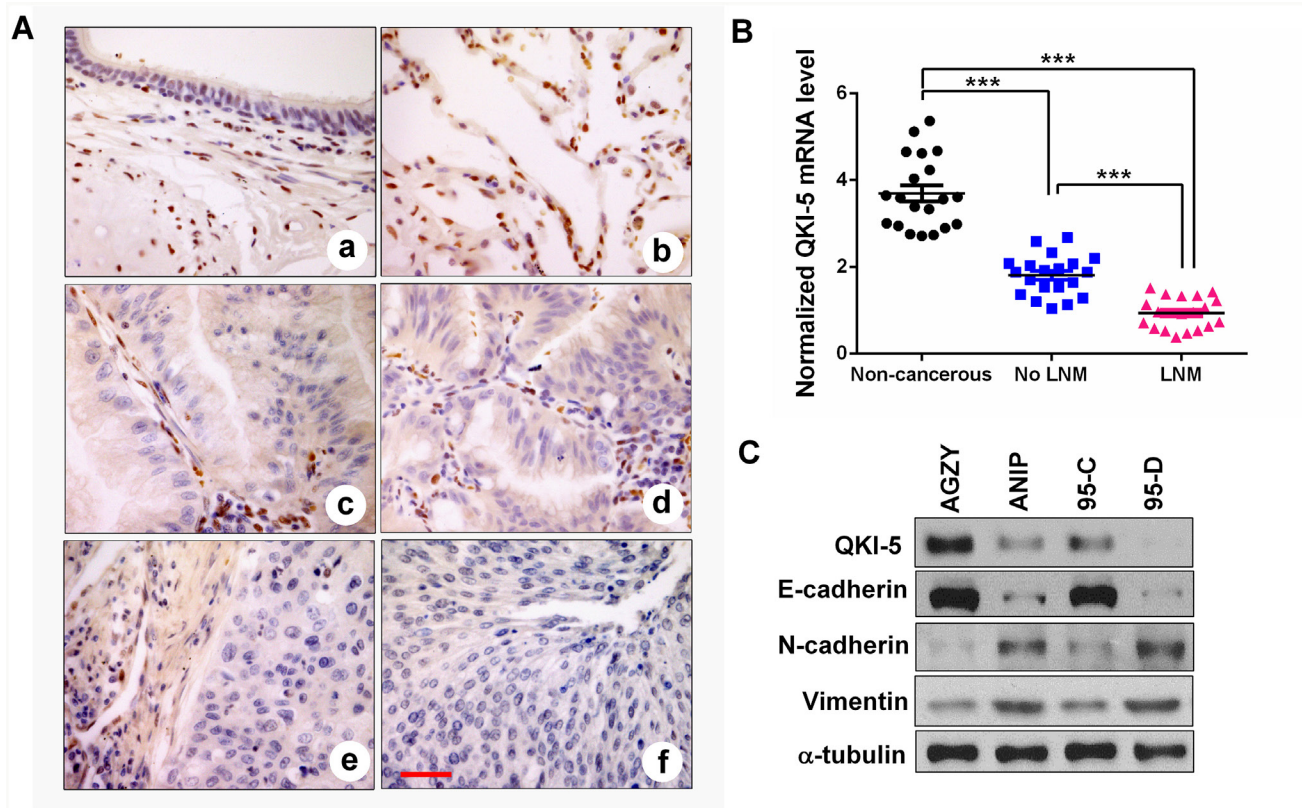 A
a
b
c
d
e
f
B
Normalized QKI-5 mRNA level
***
***
***
6
4
2
0
Non-cancerous
No LNM
LNM
C
AGZY
ANIP
95-C
95-D
QKI-5
E-cadherin
N-cadherin
Vimentin
α-tubulin